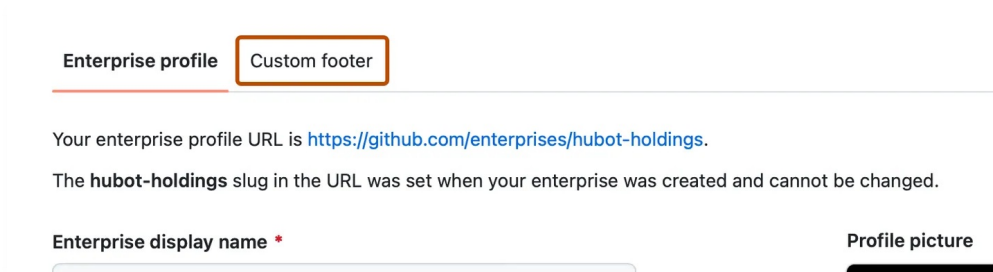 Enterprise profile Custom footer
Your enterprise profile URL is https://github.com/enterprises/hubot-holdings.
The hubot-holdings slug in the URL was set when your enterprise was created and cannot be changed.
Enterprise display name * Profile picture